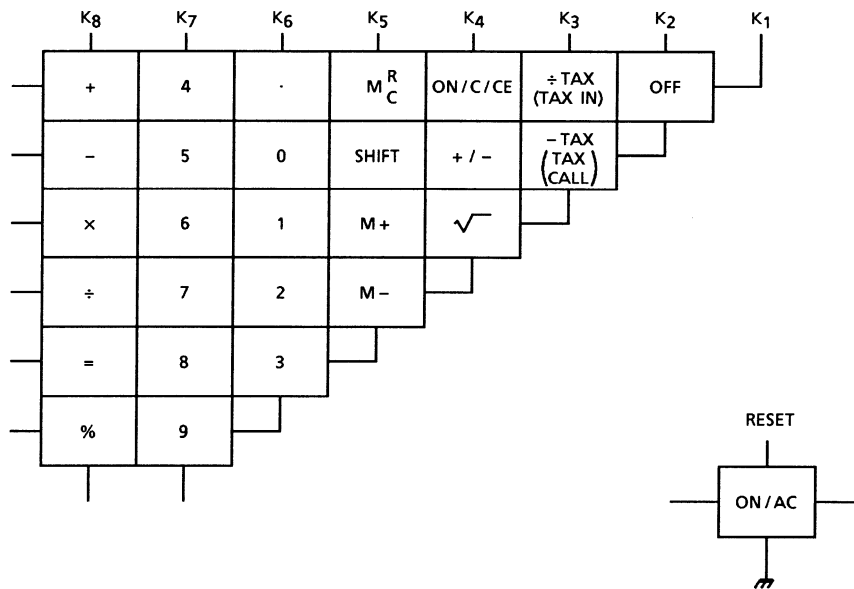 K8 K7 K6 K5 K4 K3 K2 K1
+ 4 · M R C ON/C/CE ÷TAX (TAX IN) OFF
− 5 0 SHIFT +/− −TAX (TAX CALL)
× 6 1 M+ √
÷ 7 2 M−
= 8 3
% 9
RESET
ON/AC